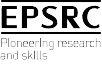 EPSRC
Pioneering research
and skills